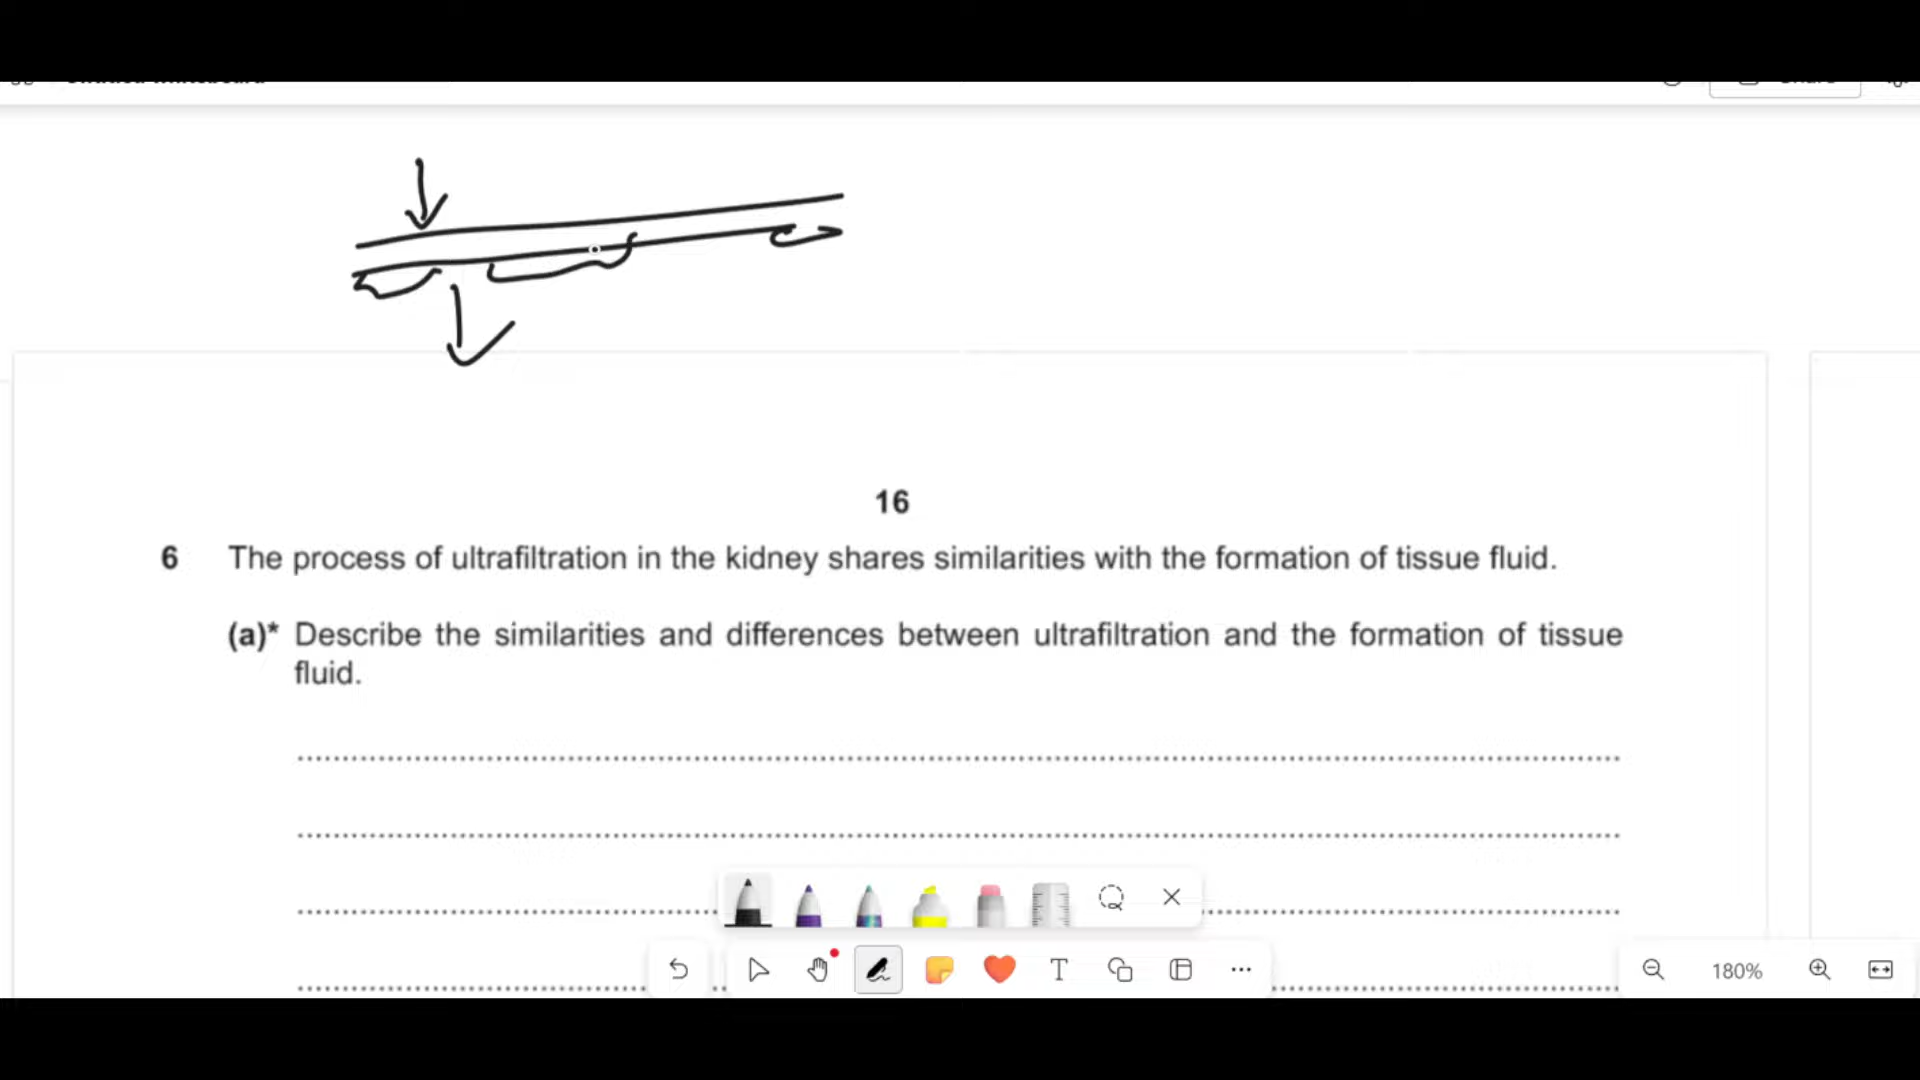 16
6 The process of ultrafiltration in the kidney shares similarities with the formation of tissue fluid.
(a)* Describe the similarities and differences between ultrafiltration and the formation of tissue
fluid.
T
180%